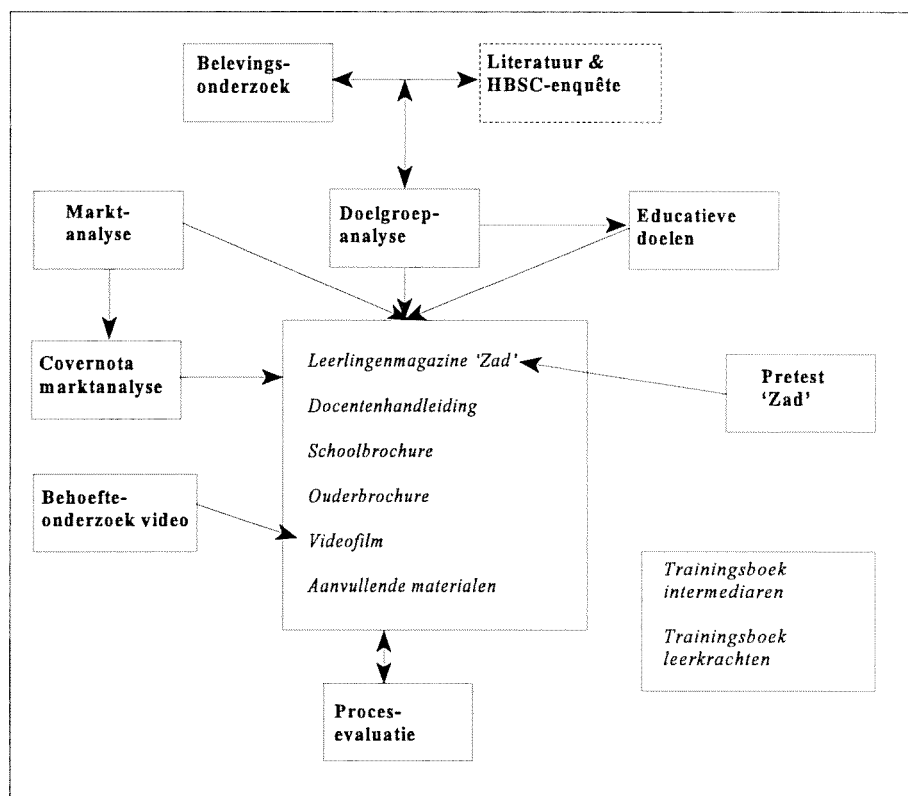 Belevings-
onderzoek
Literatuur &
HBSC-enquête
Markt-
analyse
Doelgroep-
analyse
Educatieve
doelen
Covernota
marktanalyse
Leerlingenmagazine 'Zad'
Docentenhandleiding
Schoolbrochure
Ouderbrochure
Videofilm
Aanvullende materialen
Pretest
'Zad'
Behoefte-
onderzoek video
Trainingsboek
intermediaren
Trainingsboek
leerkrachten
Proces-
evaluatie